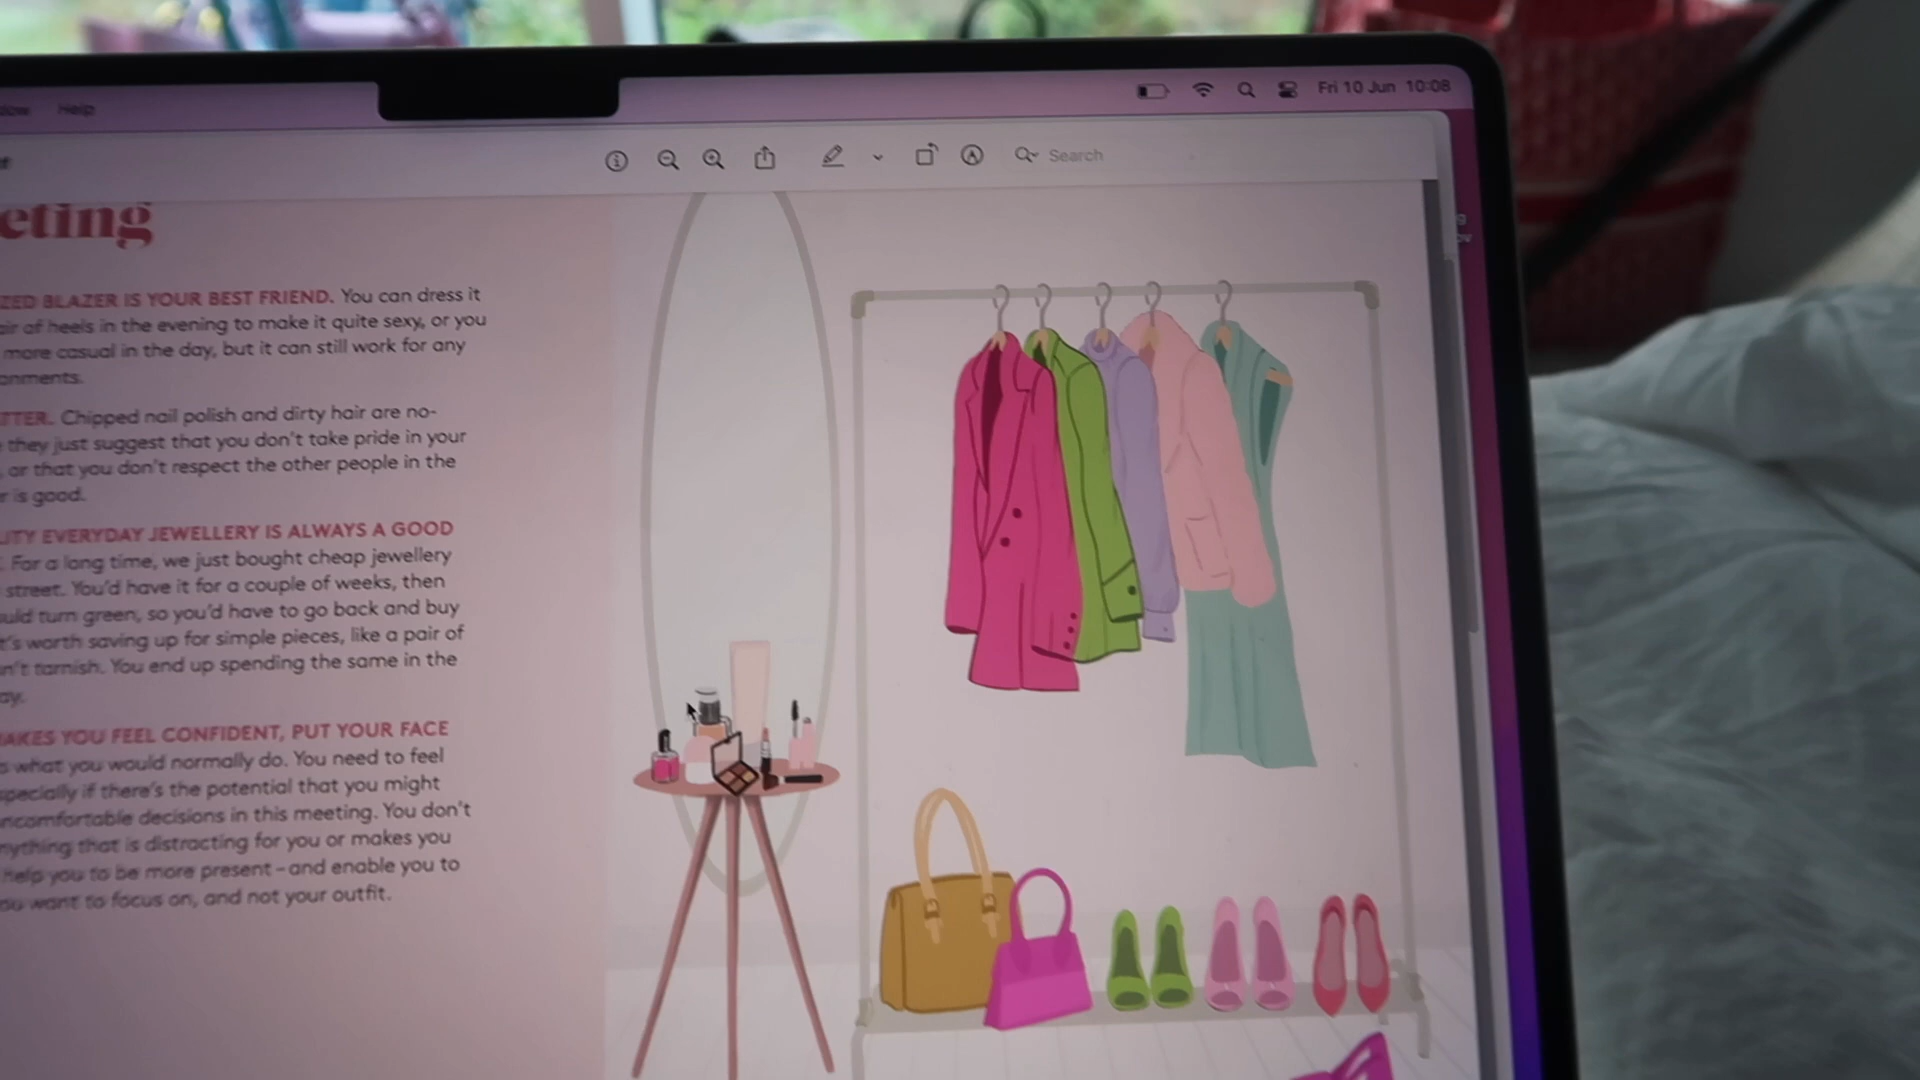 Help
Fri 10 Jun 10:08
Search
eting
ZED BLAZER IS YOUR BEST FRIEND. You can dress it
air of heels in the evening to make it quite sexy, or you
more casual in the day, but it can still work for any
onments.
TTER. Chipped nail polish and dirty hair are no-
they just suggest that you don't take pride in your
, or that you don't respect the other people in the
r is good.
LITY EVERYDAY JEWELLERY IS ALWAYS A GOOD
. For a long time, we just bought cheap jewellery
street. You'd have it for a couple of weeks, then
uld turn green, so you'd have to go back and buy
t's worth saving up for simple pieces, like a pair of
n't tarnish. You end up spending the same in the
ay.
AKES YOU FEEL CONFIDENT, PUT YOUR FACE
s what you would normally do. You need to feel
specially if there's the potential that you might
ncomfortable decisions in this meeting. You don't
nything that is distracting for you or makes you
help you to be more present – and enable you to
ou want to focus on, and not your outfit.